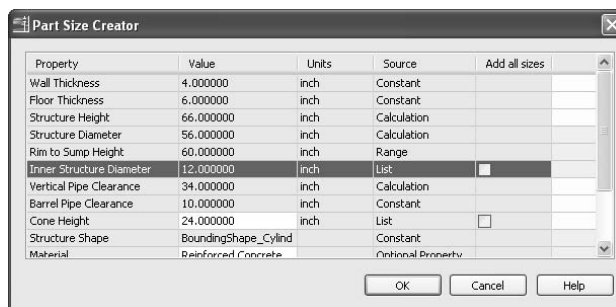 Part Size Creator
Property Value Units Source Add all sizes
Wall Thickness 4.000000 inch Constant
Floor Thickness 6.000000 inch Constant
Structure Height 66.000000 inch Calculation
Structure Diameter 56.000000 inch Calculation
Rim to Sump Height 60.000000 inch Range
Inner Structure Diameter 12.000000 inch List
Vertical Pipe Clearance 34.000000 inch Calculation
Barrel Pipe Clearance 10.000000 inch Constant
Cone Height 24.000000 inch List
Structure Shape BoundingShape_Cylind Constant
Material Reinforced Concrete Optional Property
OK Cancel Help